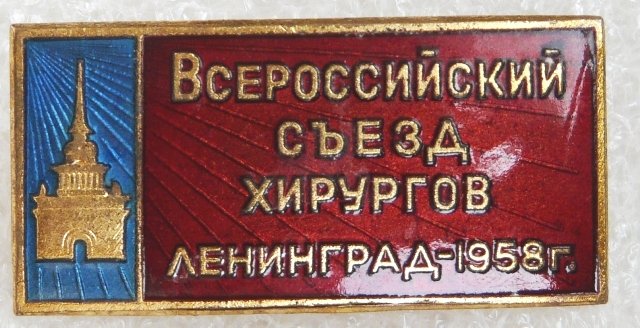 ВСЕРОССИЙСКИЙ
СЪЕЗД
ХИРУРГОВ
ЛЕНИНГРАД-1958г.